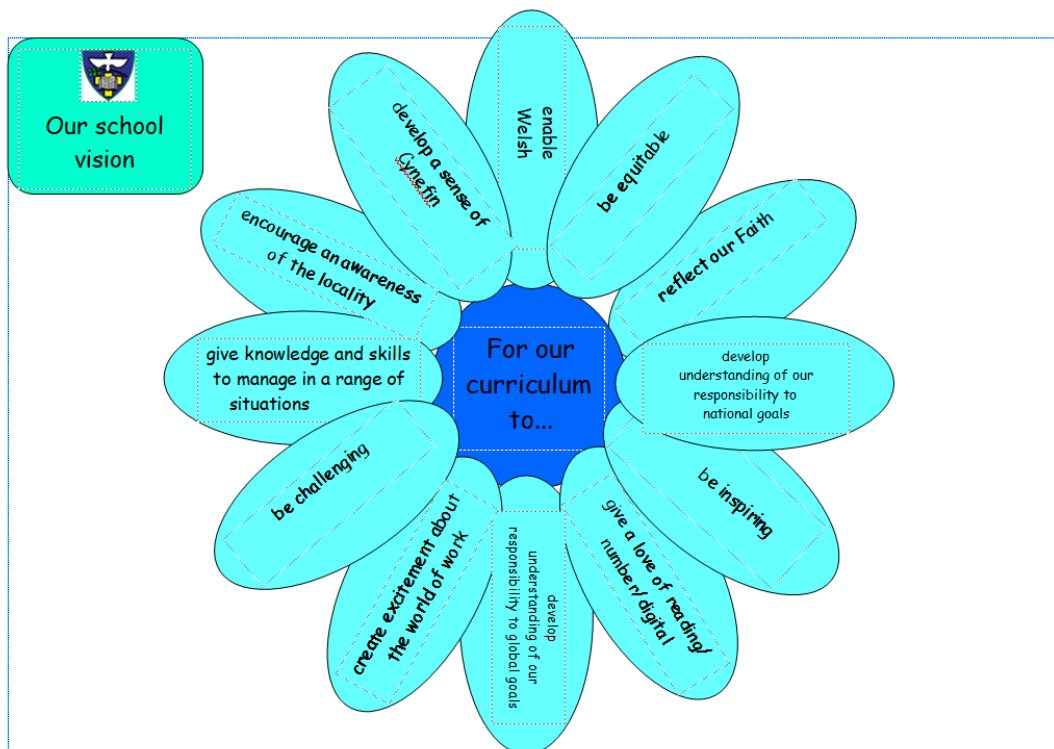 Our school
vision
For our
curriculum
to...
enable
Welsh
be equitable
reflect our Faith
develop
understanding of our
responsibility to
national goals
be inspiring
give a love of reading/
number/digital
develop
understanding of our
responsibility to global goals
create excitement about
the world of work
be challenging
give knowledge and skills
to manage in a range of
situations
encourage an awareness
of the locality
develop a sense of
Cynefin